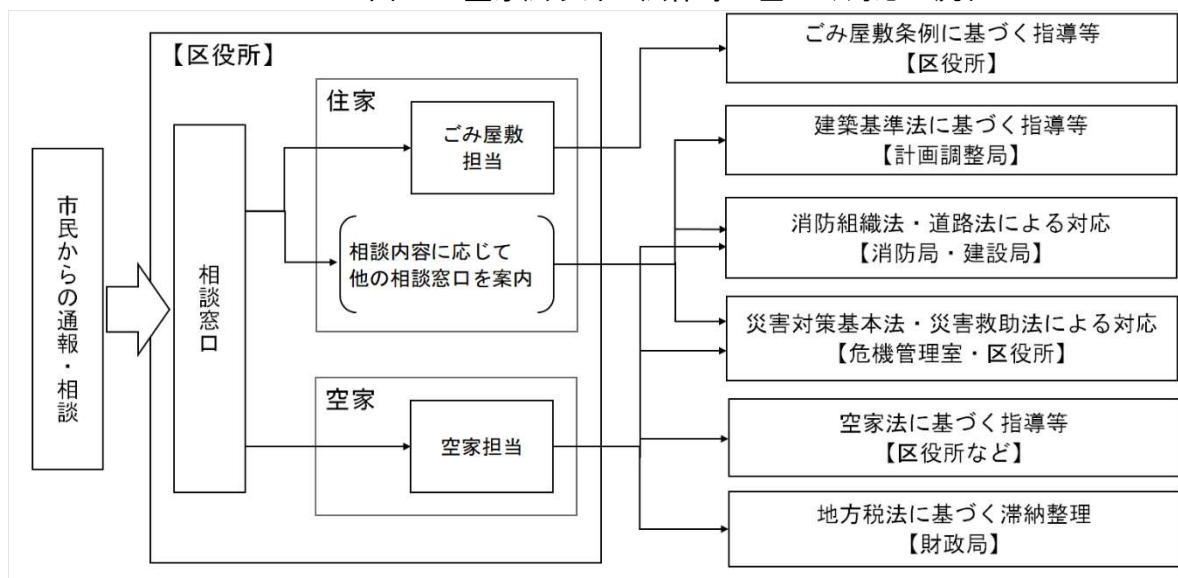 【区役所】
市民からの通報・相談
相談窓口
住家
ごみ屋敷
担当
相談内容に応じて
他の相談窓口を案内
空家
空家担当
ごみ屋敷条例に基づく指導等
【区役所】
建築基準法に基づく指導等
【計画調整局】
消防組織法・道路法による対応
【消防局・建設局】
災害対策基本法・災害救助法による対応
【危機管理室・区役所】
空家法に基づく指導等
【区役所など】
地方税法に基づく滞納整理
【財政局】